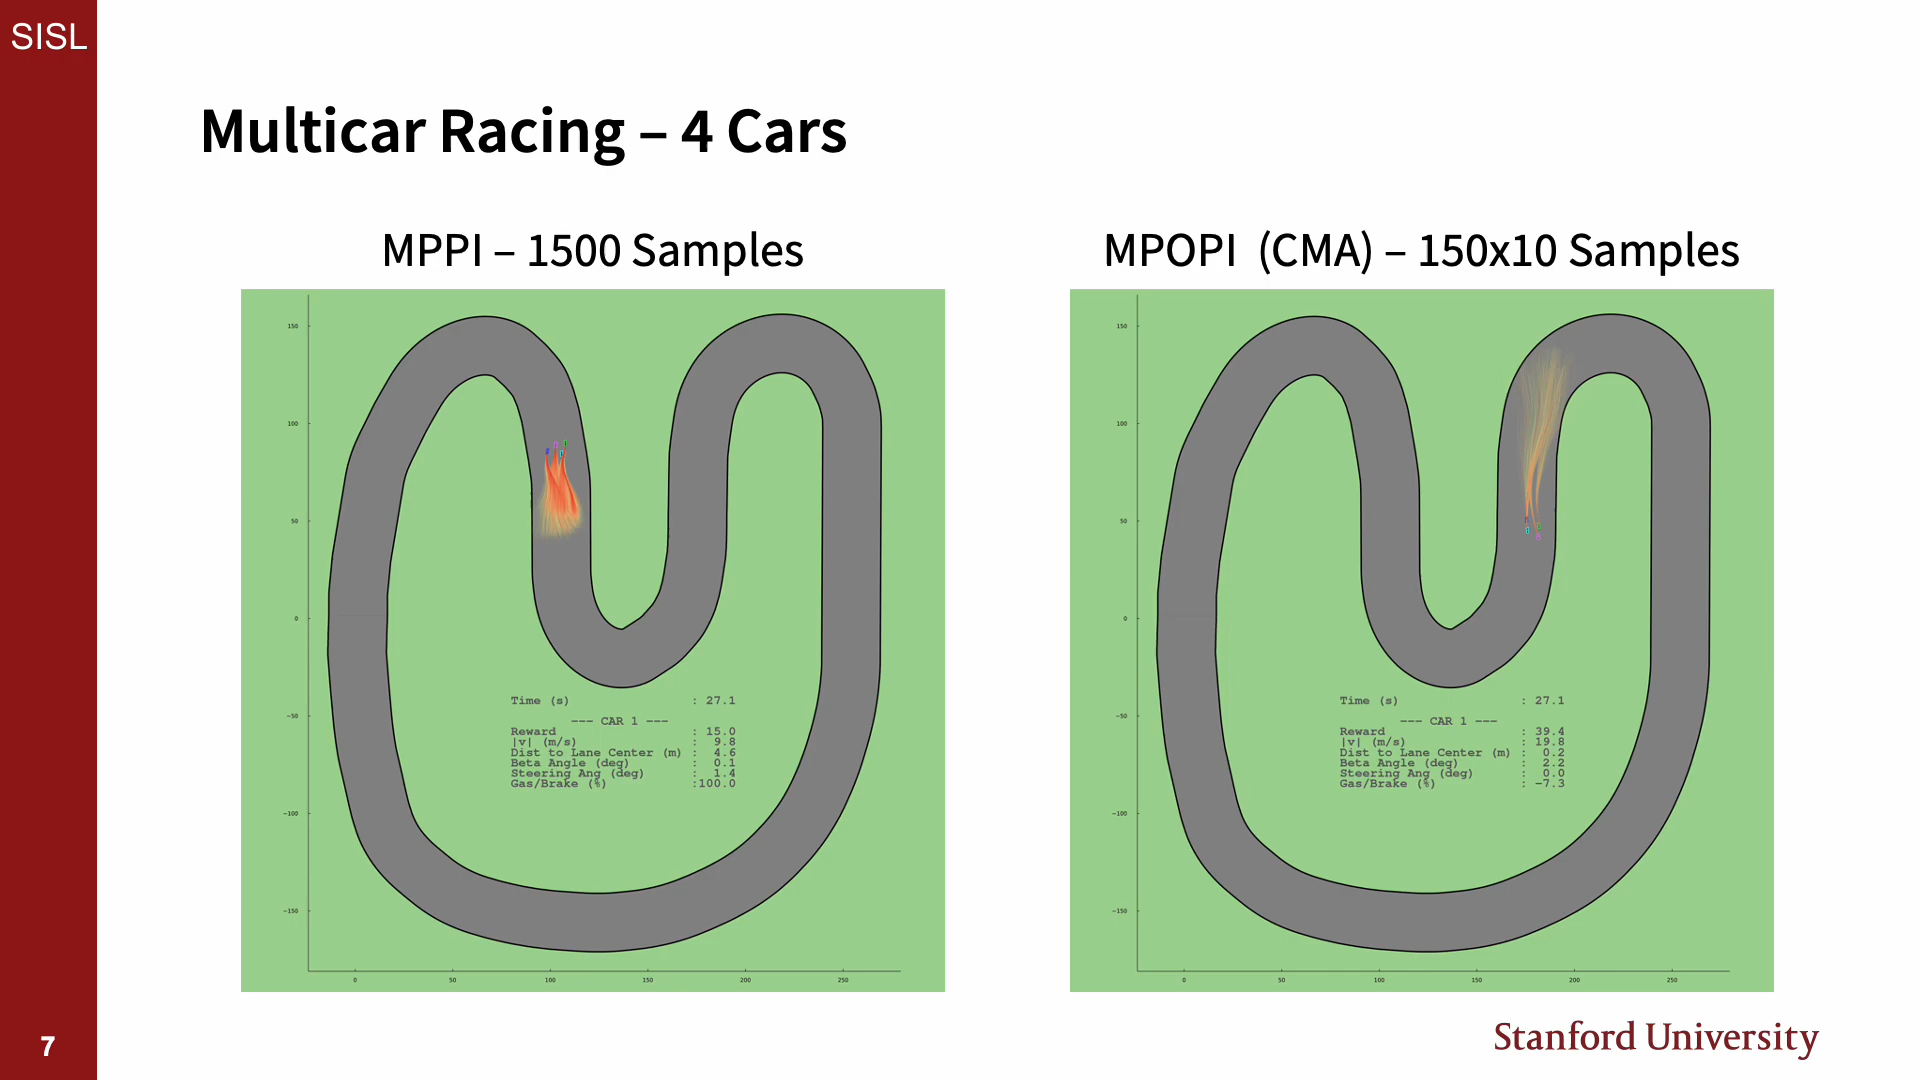 SISL
Multicar Racing – 4 Cars
MPPI – 1500 Samples
150
100
50
0
−50
−100
−150
0 50 100 150 200 250
Time (s) : 27.1
--- CAR 1 ---
Reward : 15.0
|v| (m/s) : 9.8
Dist to Lane Center (m) : 4.6
Beta Angle (deg) : 0.1
Steering Ang (deg) : 1.4
Gas/Brake (%) :100.0
MPOPI (CMA) – 150x10 Samples
150
100
50
0
−50
−100
−150
0 50 100 150 200 250
Time (s) : 27.1
--- CAR 1 ---
Reward : 39.4
|v| (m/s) : 19.8
Dist to Lane Center (m) : 0.2
Beta Angle (deg) : 2.2
Steering Ang (deg) : 0.0
Gas/Brake (%) : −7.3
7
Stanford University